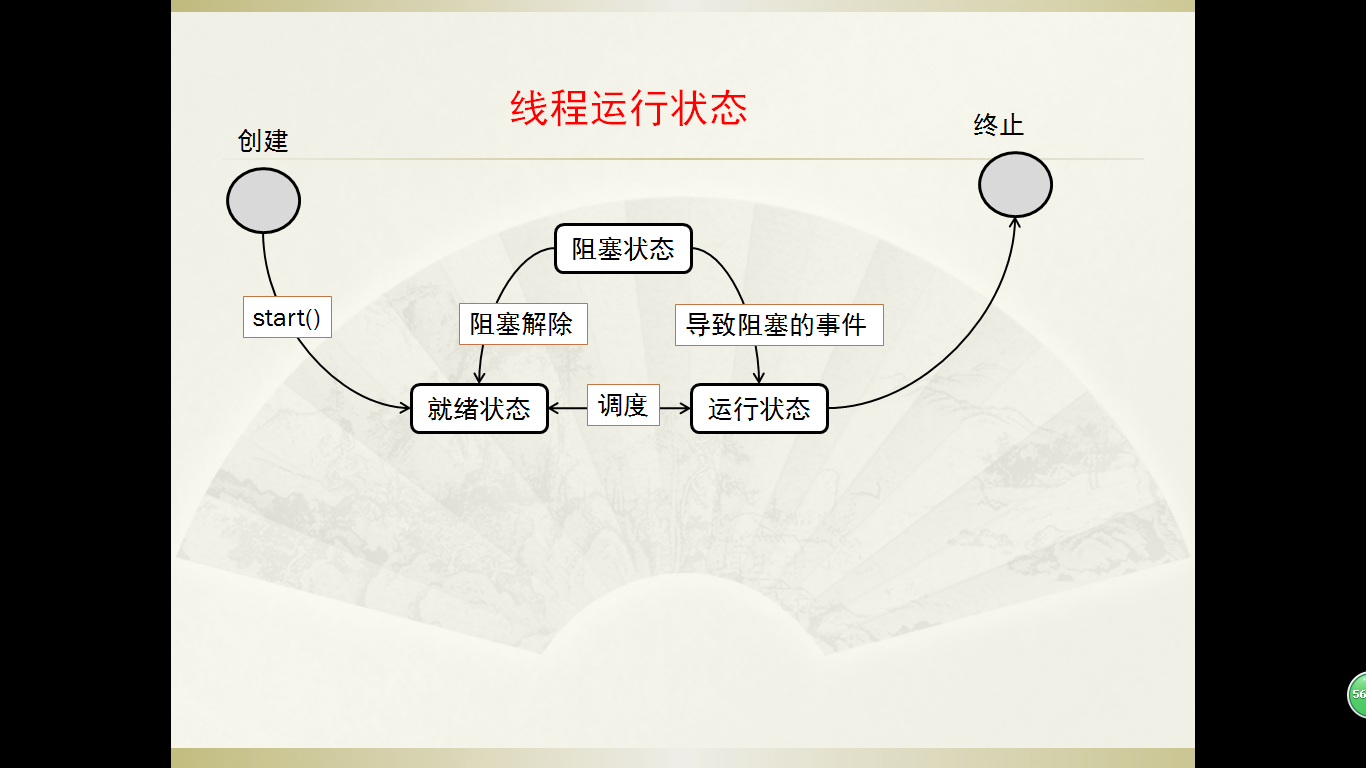 线程运行状态
创建
终止
阻塞状态
start()
阻塞解除
导致阻塞的事件
就绪状态
调度
运行状态
56